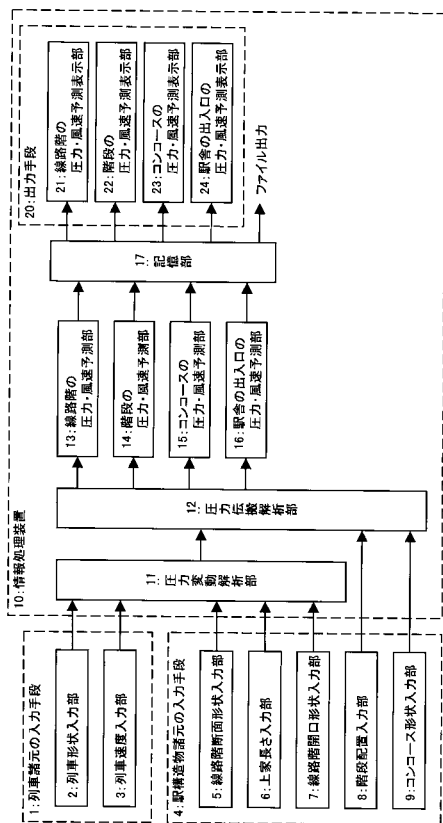 1:列車諸元の入力手段
2:列車形状入力部
3:列車速度入力部
4:駅構造物諸元の入力手段
5:線路階断面形状入力部
6:上家長さ入力部
7:線路階開口形状入力部
8:階段配置入力部
9:コンコース形状入力部
10:情報処理装置
11:圧力変動解析部
12:圧力伝搬解析部
13:線路階の
圧力・風速予測部
14:階段の
圧力・風速予測部
15:コンコースの
圧力・風速予測部
16:駅舎の出入口の
圧力・風速予測部
17:記憶部
20:出力手段
21:線路階の
圧力・風速予測表示部
22:階段の
圧力・風速予測表示部
23:コンコースの
圧力・風速予測表示部
24:駅舎の出入口の
圧力・風速予測表示部
ファイル出力